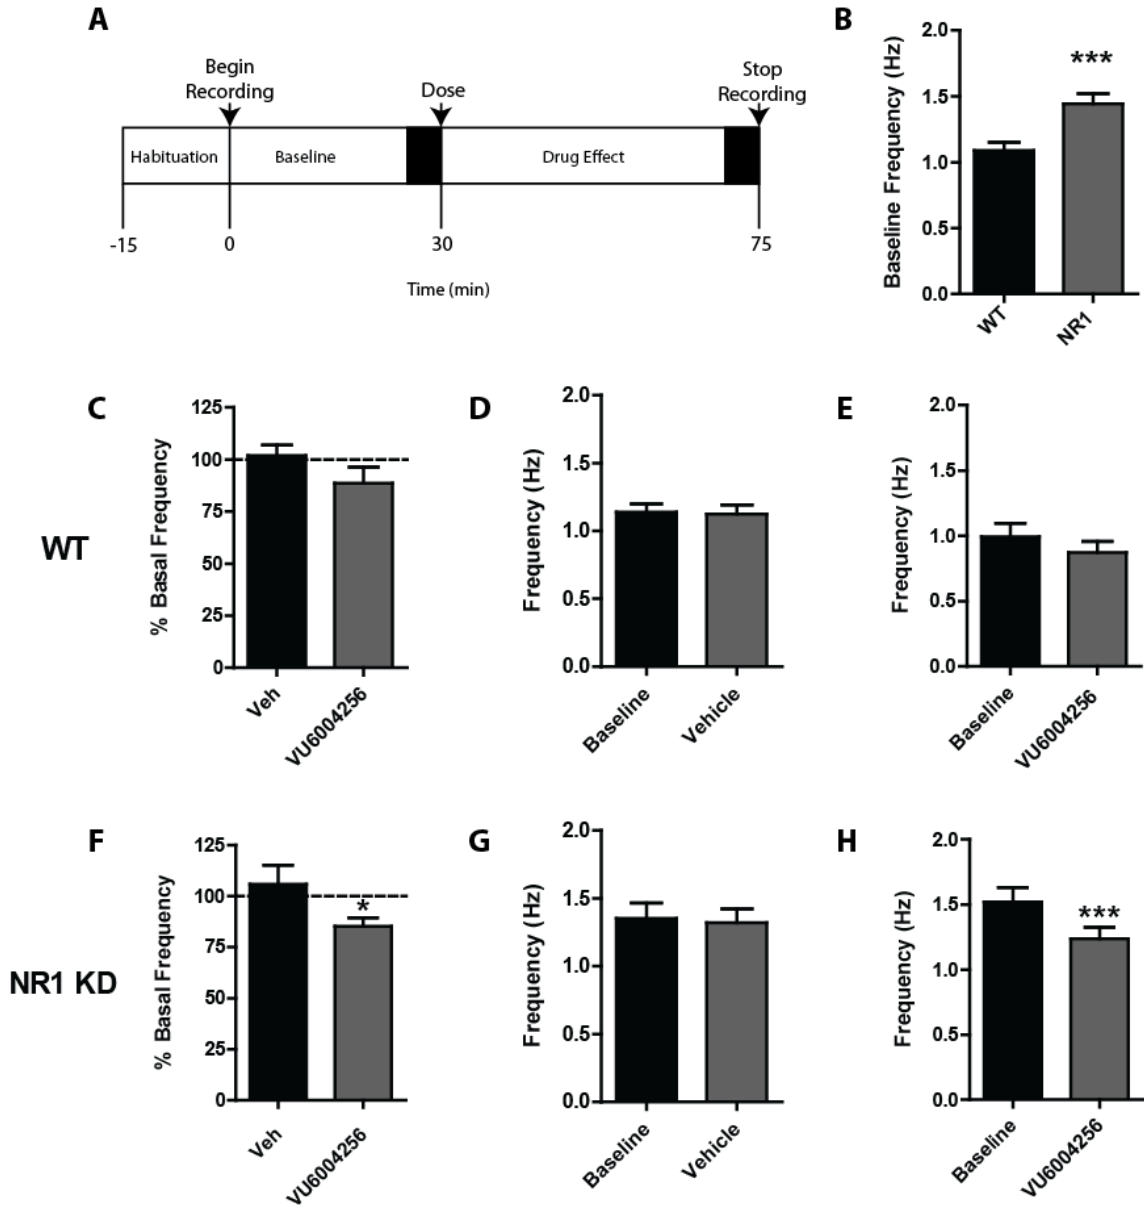 A
Begin
Recording
Dose
Stop
Recording
Habituation
Baseline
Drug Effect
-15
0
30
75
Time (min)
B
Baseline Frequency (Hz)
2.0
1.5
1.0
0.5
0.0
***
WT
NR1
WT
C
% Basal Frequency
125
100
75
50
25
0
Veh
VU6004256
D
Frequency (Hz)
2.0
1.5
1.0
0.5
0.0
Baseline
Vehicle
E
Frequency (Hz)
2.0
1.5
1.0
0.5
0.0
Baseline
VU6004256
NR1 KD
F
% Basal Frequency
125
100
75
50
25
0
*
Veh
VU6004256
G
Frequency (Hz)
2.0
1.5
1.0
0.5
0.0
Baseline
Vehicle
H
Frequency (Hz)
2.0
1.5
1.0
0.5
0.0
***
Baseline
VU6004256